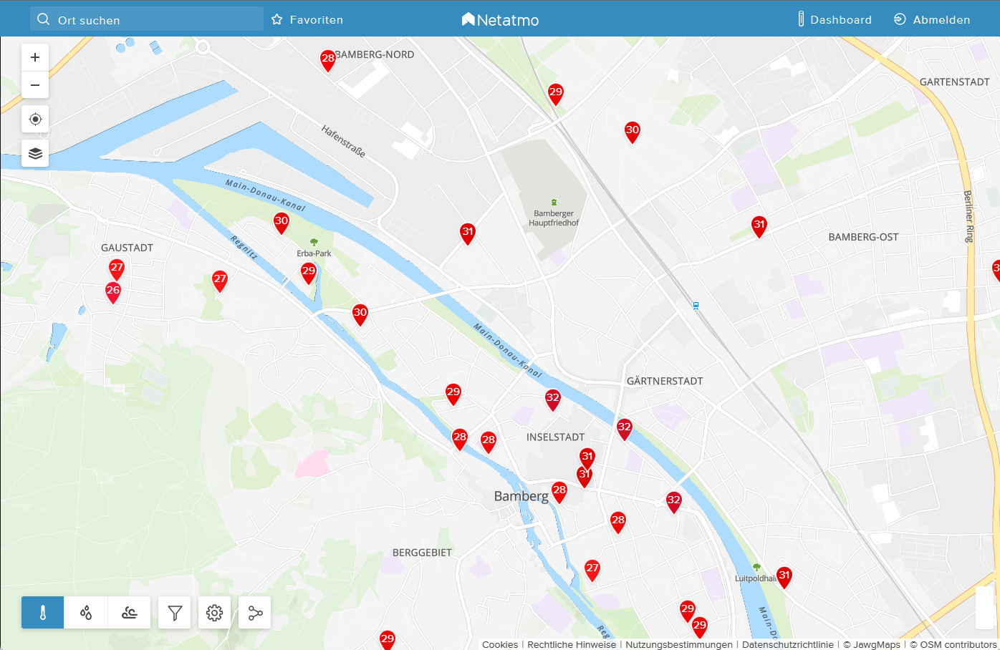 Ort suchen
Favoriten
Netatmo
Dashboard
Abmelden
+
−
28
BAMBERG-NORD
29
GARTENSTADT
30
Hafenstraße
Main-Donau-Kanal
Bamberger
Hauptfriedhof
30
31
31
Berliner Ring
BAMBERG-OST
Regnitz
GAUSTADT
Erba-Park
27
27
29
26
30
Main-Donau-Kanal
GÄRTNERSTADT
29
32
32
INSELSTADT
28
28
31
31
Bamberg
28
32
28
BERGGEBIET
27
Luitpoldhai
31
29
29
Main-Do
Reg
29
Cookies | Rechtliche Hinweise | Nutzungsbestimmungen | Datenschutzrichtlinie | © JawgMaps | © OSM contributors